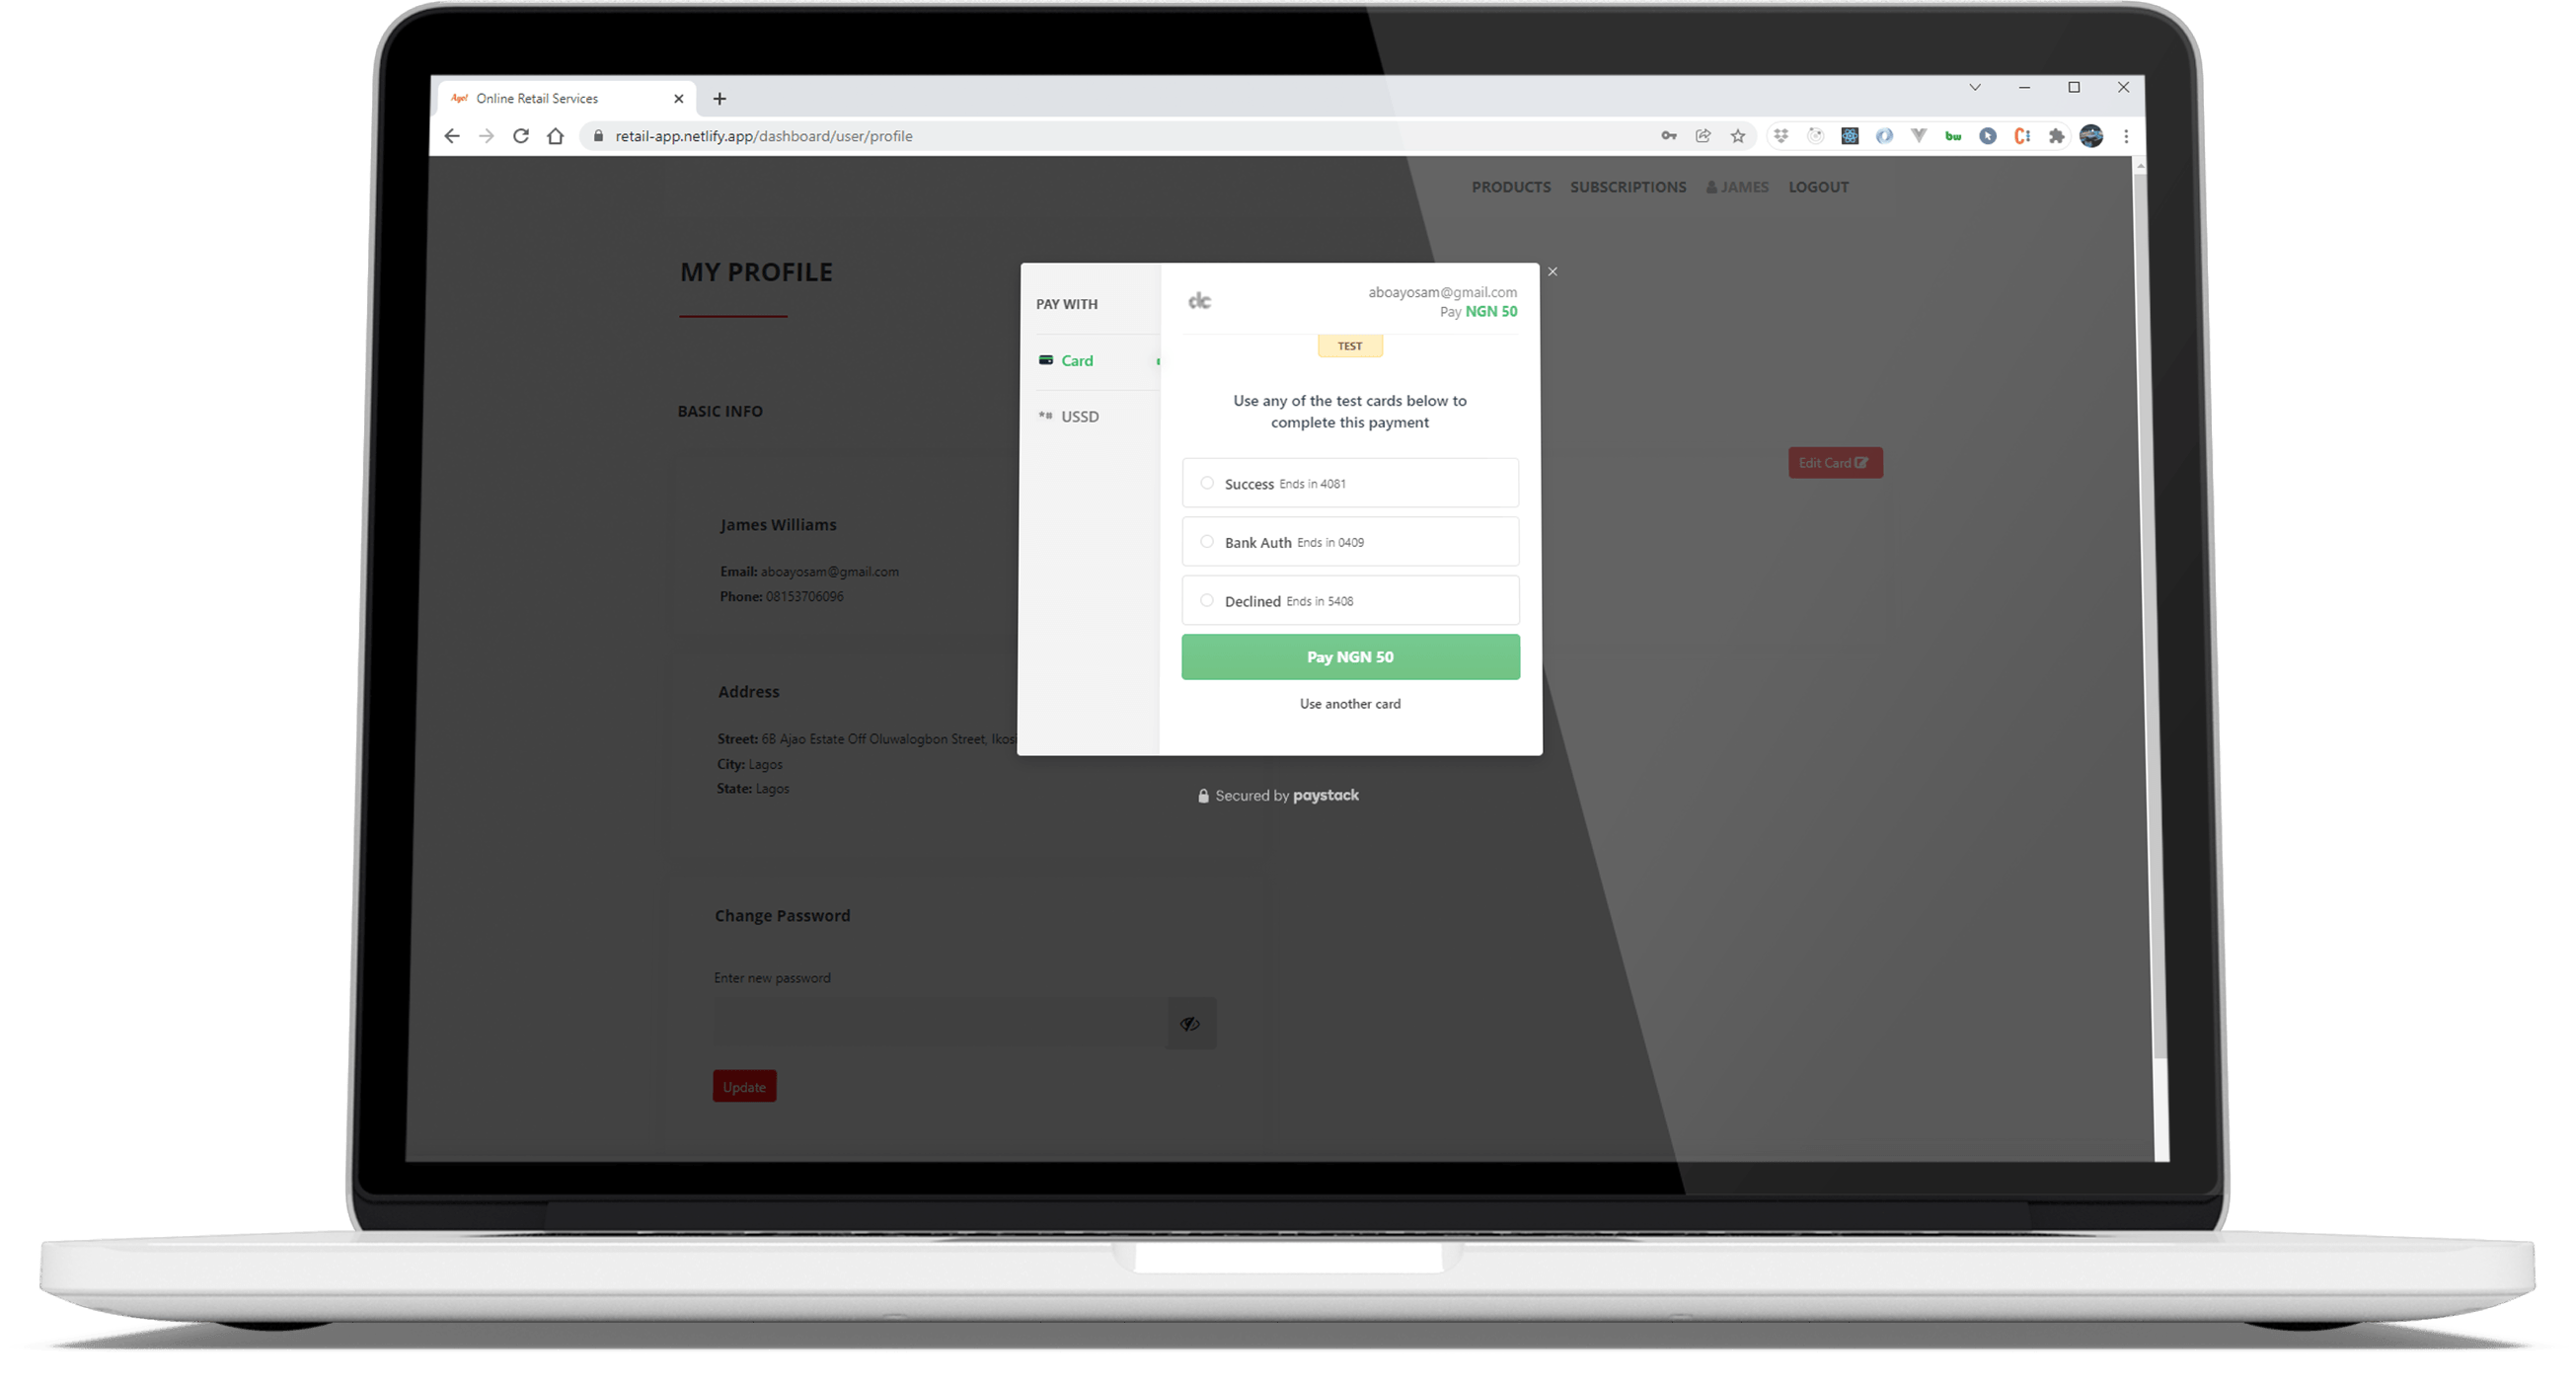 Ago! Online Retail Services
retail-app.netlify.app/dashboard/user/profile
bw
PRODUCTS SUBSCRIPTIONS JAMES LOGOUT
MY PROFILE
BASIC INFO
Edit Card
James Williams
Email: aboayosam@gmail.com
Phone: 08153706096
Address
Street: 6B Ajao Estate Off Oluwalogbon Street, Ikosi
City: Lagos
State: Lagos
Change Password
Enter new password
Update
PAY WITH
Card
*# USSD
dc
aboayosam@gmail.com
Pay NGN 50
TEST
Use any of the test cards below to
complete this payment
Success Ends in 4081
Bank Auth Ends in 0409
Declined Ends in 5408
Pay NGN 50
Use another card
Secured by paystack